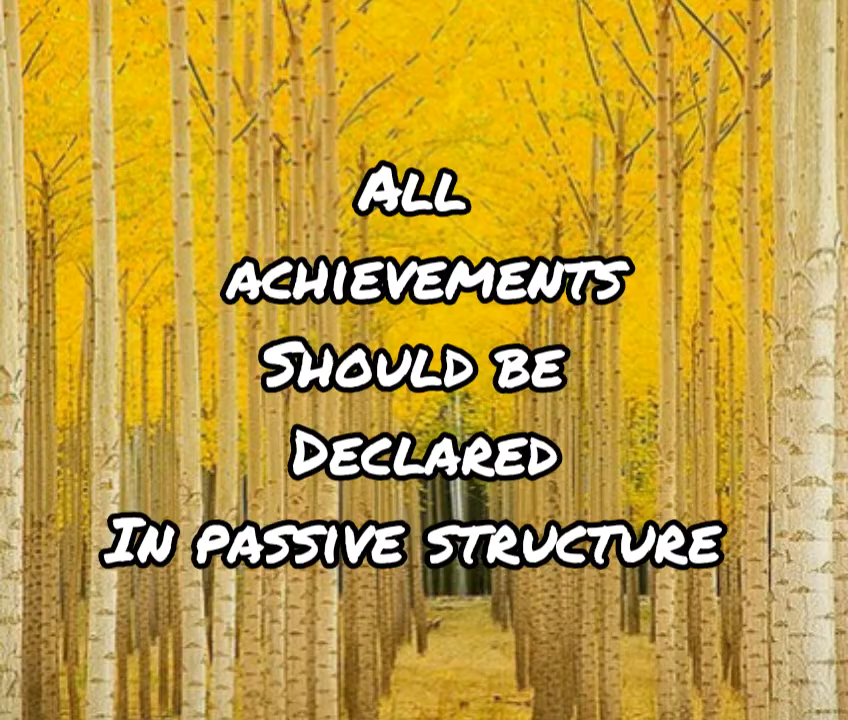 All
achievements
Should be
Declared
In passive structure